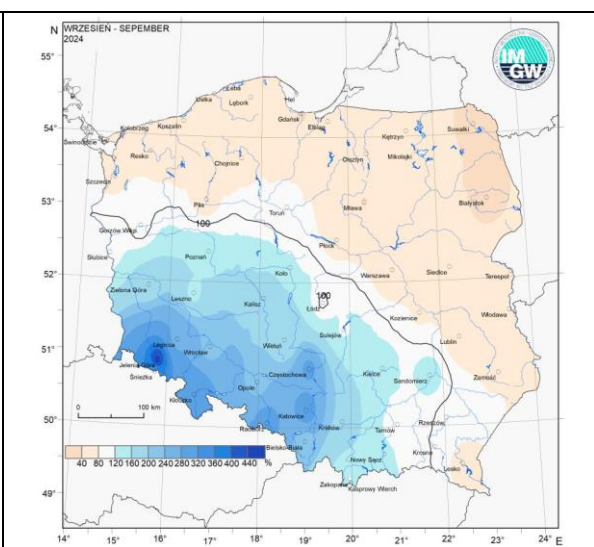 N WRZESIEŃ - SEPEMBER
2024
IM
GW
55°
Łeba
Ustka Lębork Hel
Gdańsk
54° Kołobrzeg Koszalin Elbląg Kętrzyn Suwałki
Świnoujście
Resko Chojnice Olsztyn Mikołajki
Szczecin
Piła Białystok
53° Toruń Mława
100
Gorzów Wlkp.
Płock
Słubice Poznań Koło Warszawa Siedlce Terespol
52°
Zielona Góra 100
Leszno Kalisz Łódź Kozienice Włodawa
Sulejów
51° Legnica Wrocław Wieluń Lublin
Jelenia Góra Kielce
Śnieżka Częstochowa Sandomierz Zamość
Opole
Kłodzko
50° Katowice
0 100 km Racibórz Kraków Tarnów Rzeszów
Bielsko-Biała Krosno
40 80 120 160 200 240 280 320 360 400 440 % Nowy Sącz Lesko
Zakopane
Kasprowy Wierch
49°
14° 15° 16° 17° 18° 19° 20° 21° 22° 23° 24° E